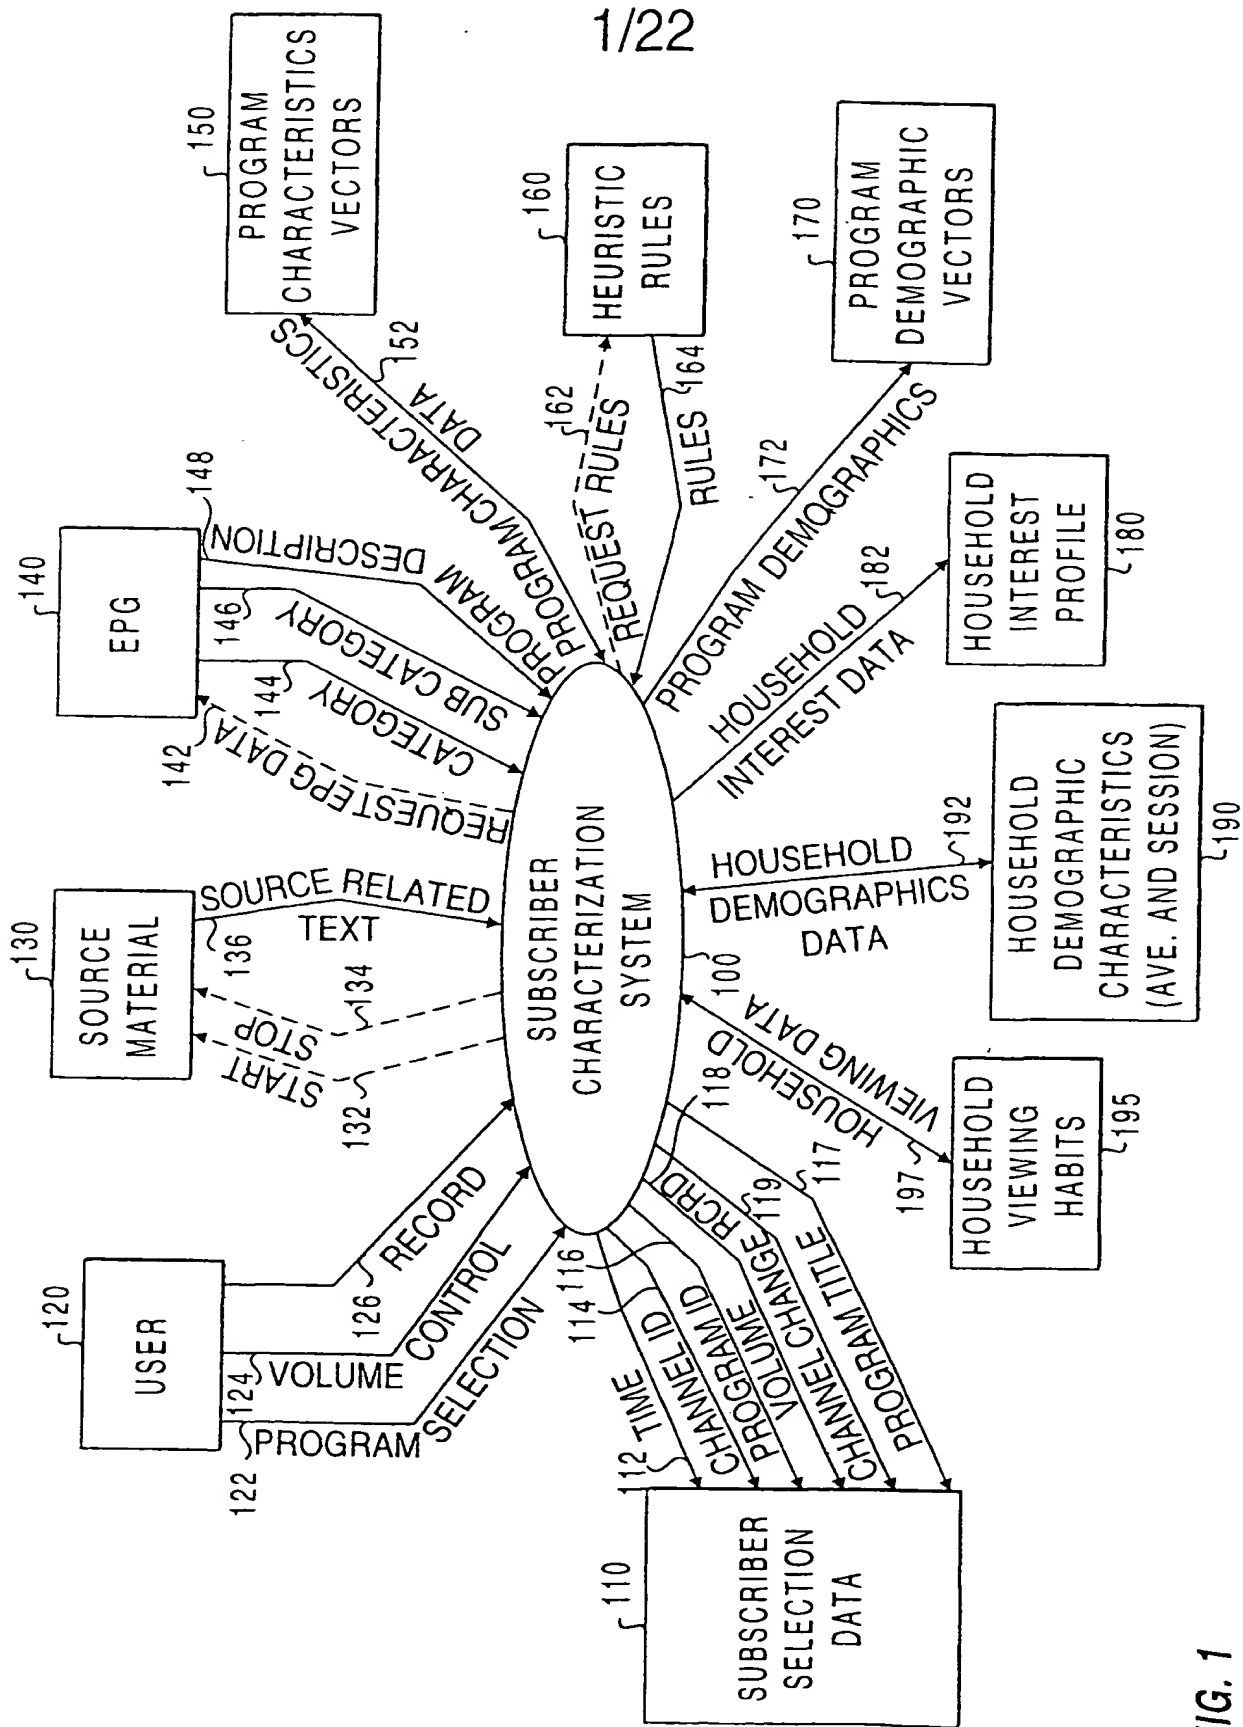 1/22
120
USER
122
PROGRAM
SELECTION
124
VOLUME
CONTROL
126
RECORD
130
SOURCE
MATERIAL
START
132
STOP
134
136
SOURCE RELATED
TEXT
140
EPG
142
REQUEST EPG DATA
144
CATEGORY
146
SUB CATEGORY
148
PROGRAM
DESCRIPTION
150
PROGRAM
CHARACTERISTICS
VECTORS
PROGRAM CHARACTERISTICS
PROGRAM CHARACTERISTICS
DATA
152
160
HEURISTIC
RULES
162
REQUEST RULES
RULES
164
170
PROGRAM
DEMOGRAPHIC
VECTORS
172
PROGRAM DEMOGRAPHICS
HOUSEHOLD
INTEREST DATA
182
HOUSEHOLD
INTEREST
PROFILE
180
SUBSCRIBER
CHARACTERIZATION
SYSTEM
100
HOUSEHOLD
DEMOGRAPHICS
DATA
192
HOUSEHOLD
DEMOGRAPHIC
CHARACTERISTICS
(AVE. AND SESSION)
190
HOUSEHOLD
VIEWING DATA
197
HOUSEHOLD
VIEWING
HABITS
195
110
SUBSCRIBER
SELECTION
DATA
112
TIME
114
CHANNEL ID
116
PROGRAM ID
VOLUME
RCRD
118
CHANNEL CHANGE
119
PROGRAM TITLE
117
FIG. 1